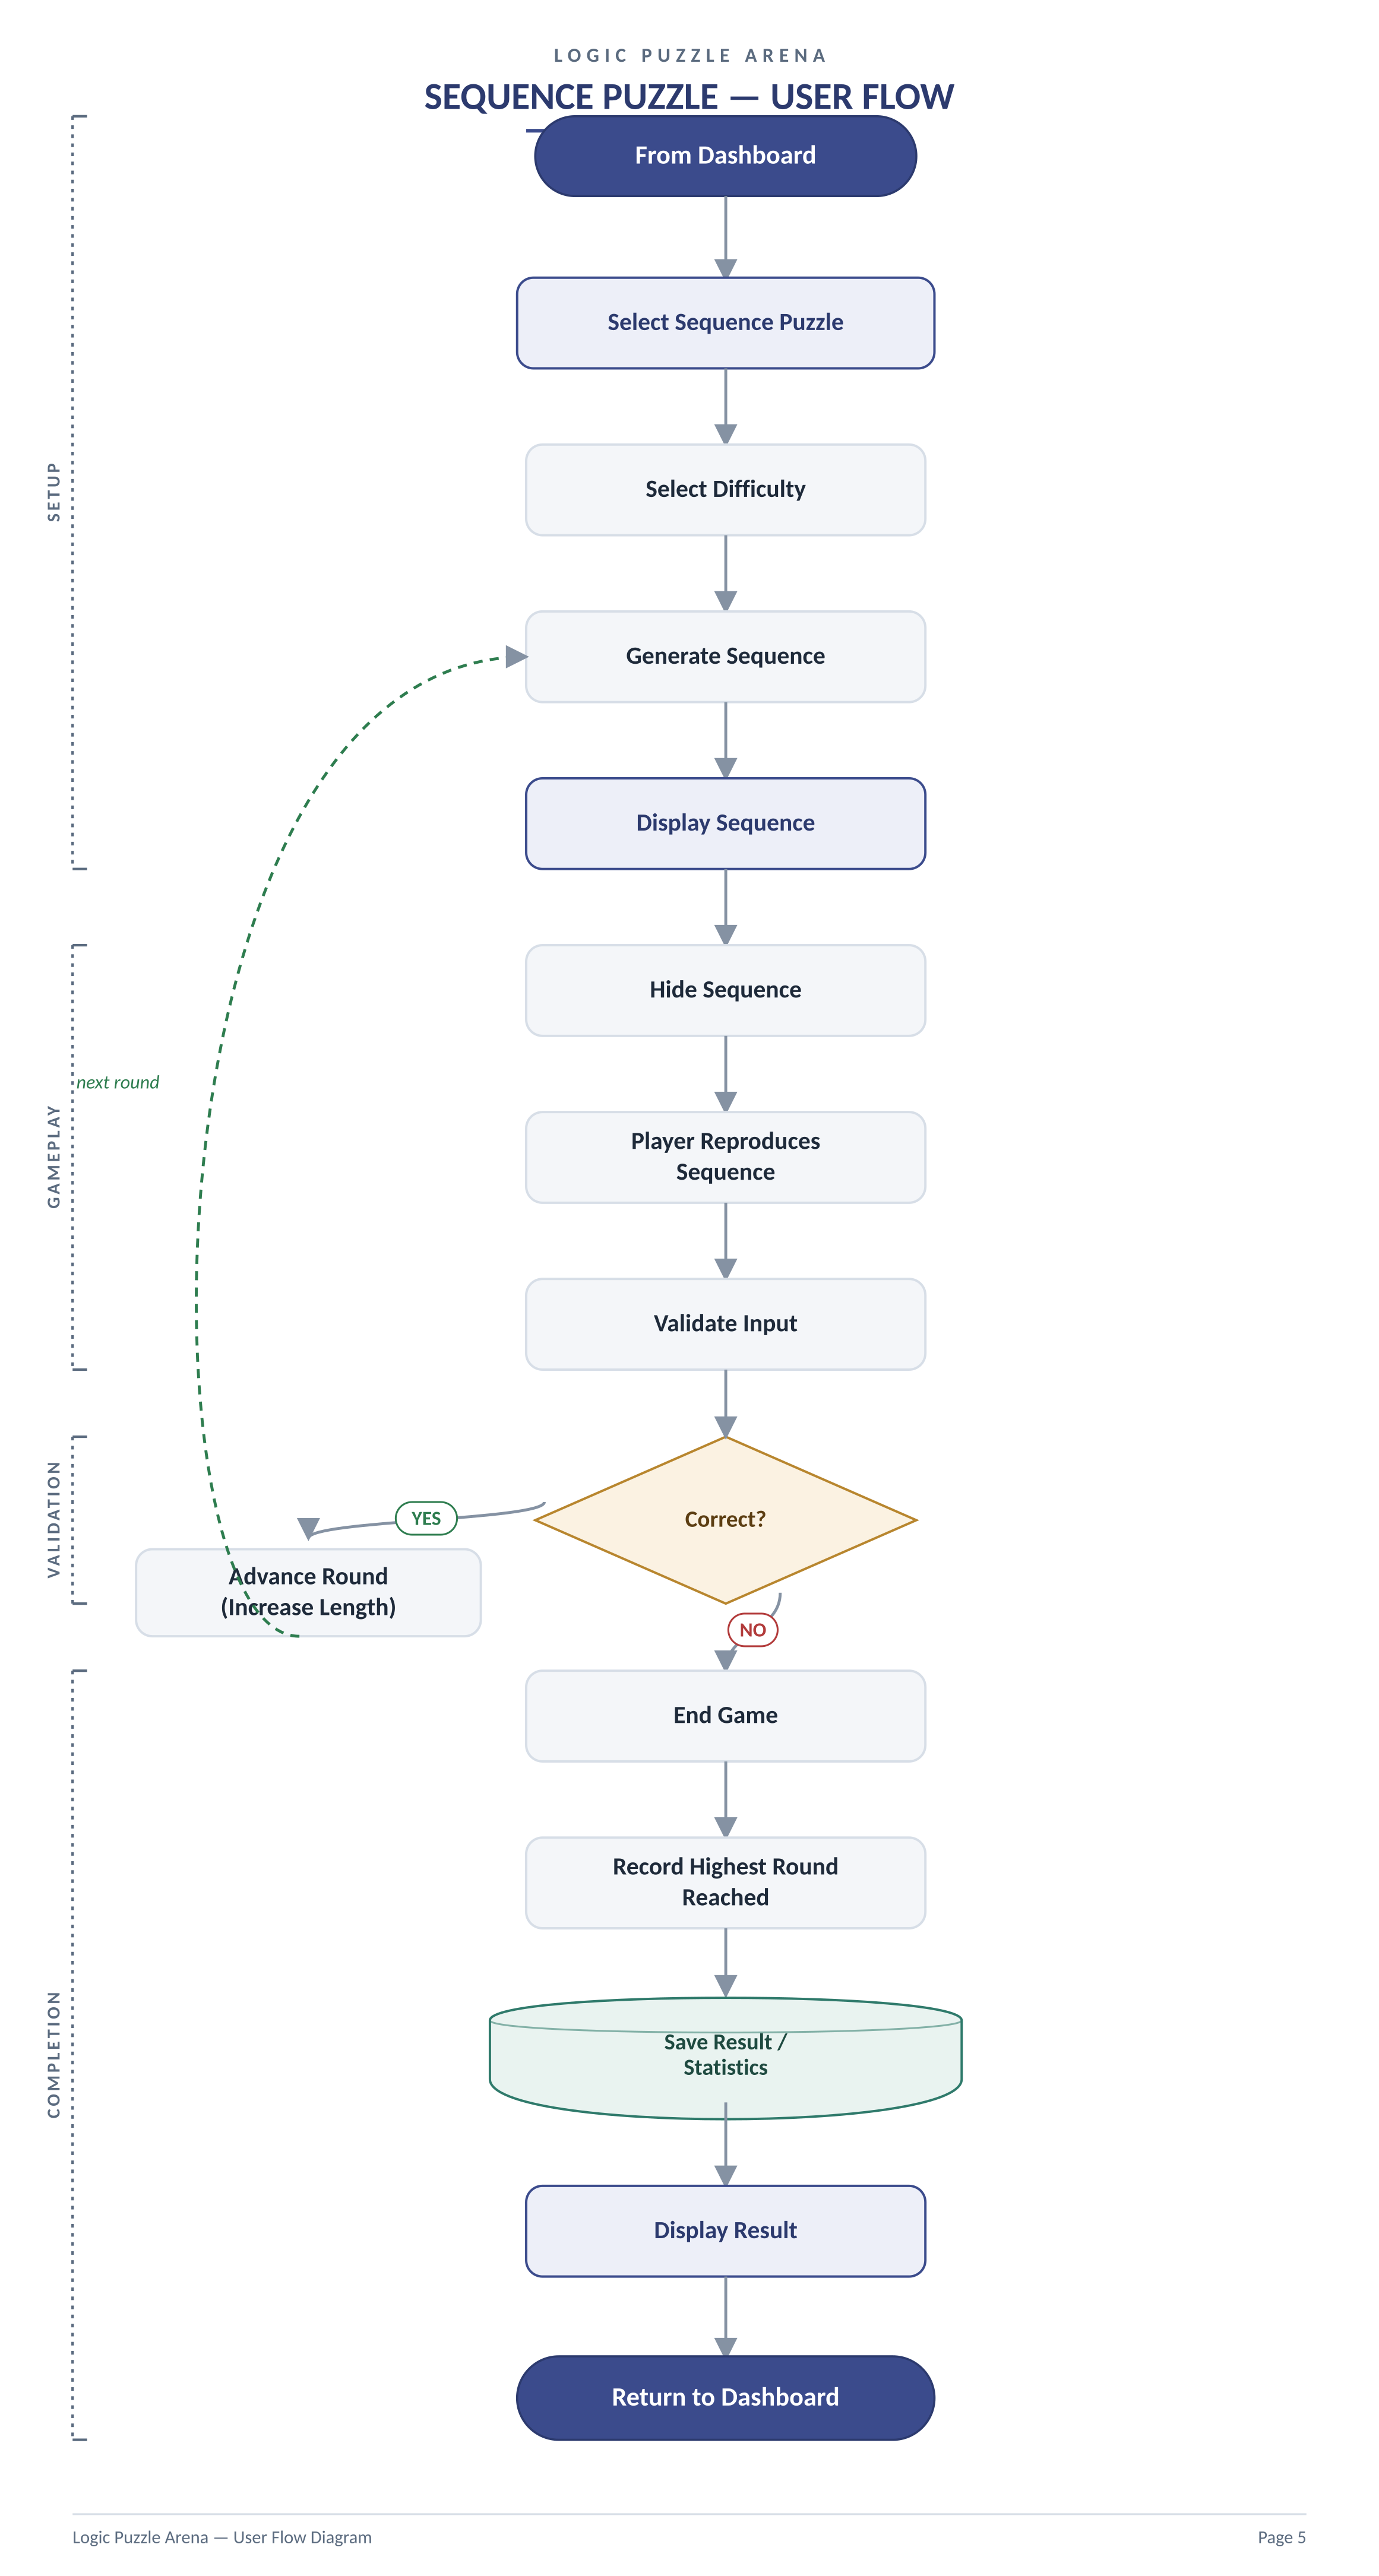 LOGIC PUZZLE ARENA
SEQUENCE PUZZLE — USER FLOW
From Dashboard
Select Sequence Puzzle
SETUP
Select Difficulty
Generate Sequence
Display Sequence
Hide Sequence
next round
GAMEPLAY
Player Reproduces
Sequence
Validate Input
VALIDATION
Correct?
YES
Advance Round
(Increase Length)
NO
End Game
Record Highest Round
Reached
COMPLETION
Save Result /
Statistics
Display Result
Return to Dashboard
Logic Puzzle Arena — User Flow Diagram
Page 5